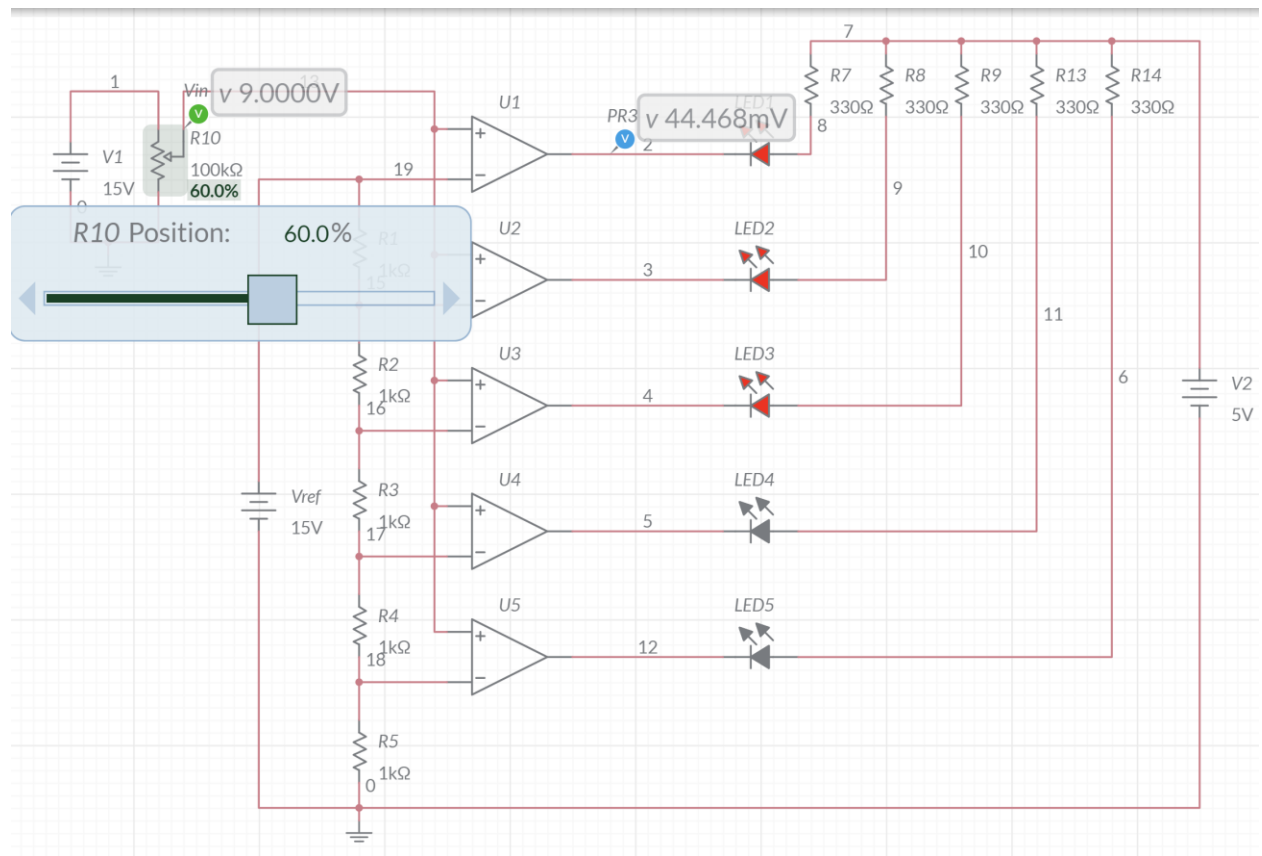 7
1
Vin
13
v 9.0000V
R7
330Ω
R8
330Ω
R9
330Ω
R13
330Ω
R14
330Ω
U1
PR3
v 44.468mV
LED1
V
V
8
2
R10
100kΩ
60.0%
V1
15V
0
19
+
−
9
R10 Position: 60.0%
R1
1kΩ
15
U2
+
−
3
LED2
10
11
R2
1kΩ
16
U3
+
−
4
LED3
6
V2
5V
Vref
15V
R3
1kΩ
17
U4
+
−
5
LED4
R4
1kΩ
18
U5
+
−
12
LED5
R5
1kΩ
0